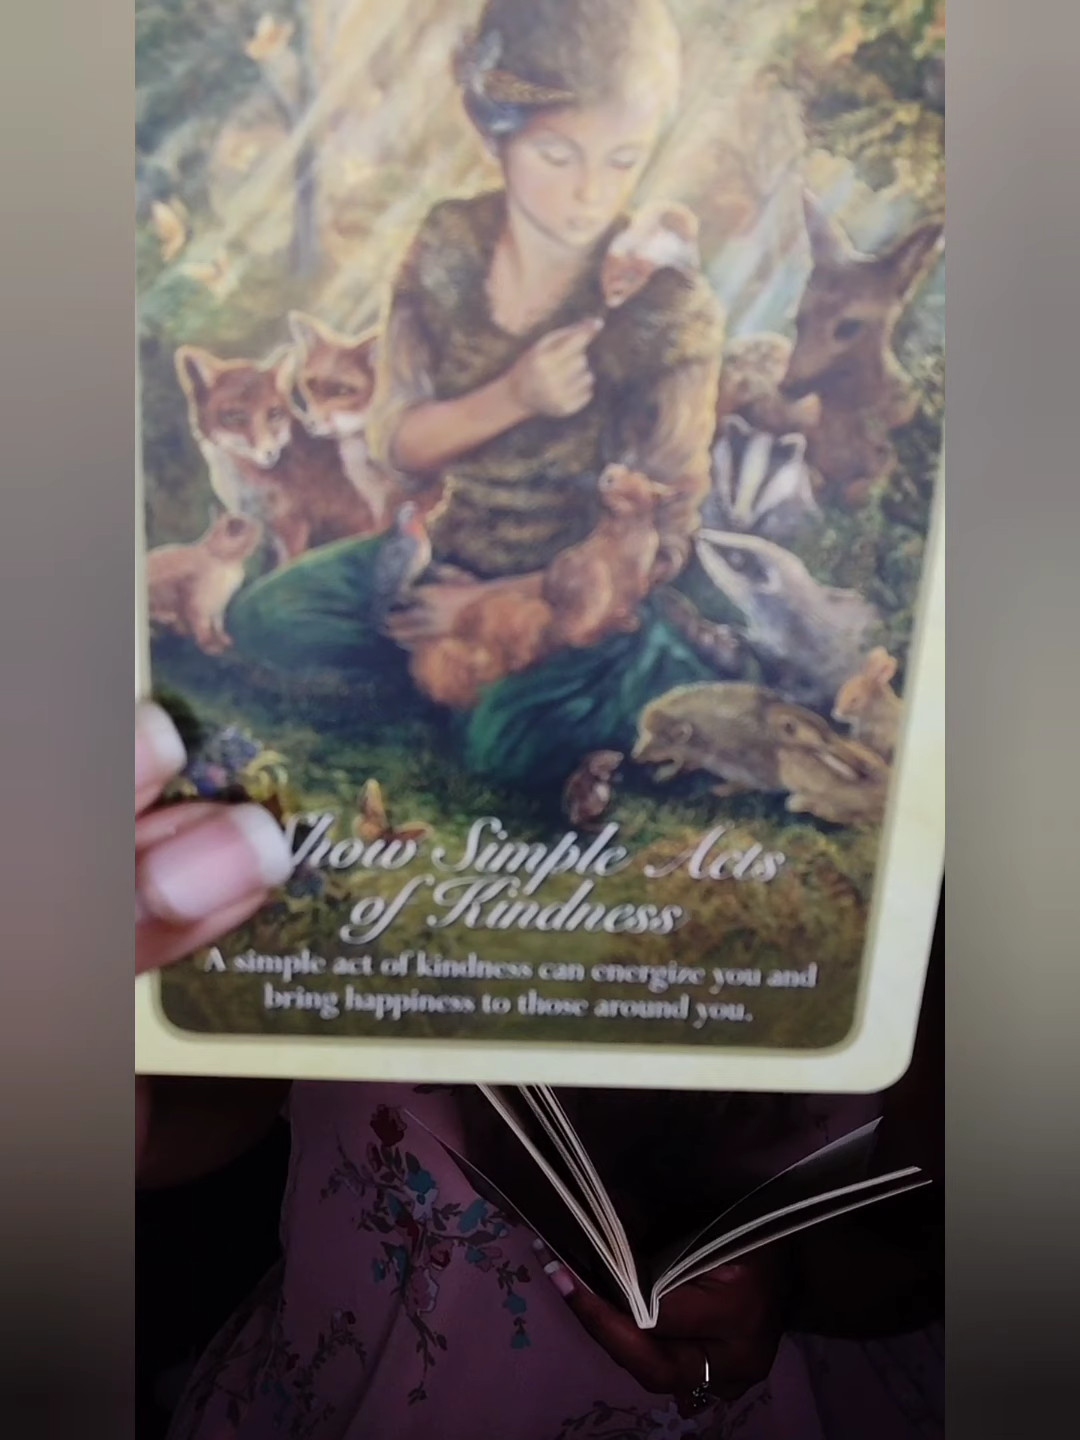 Show Simple Acts
of Kindness
A simple act of kindness can energize you and
bring happiness to those around you.